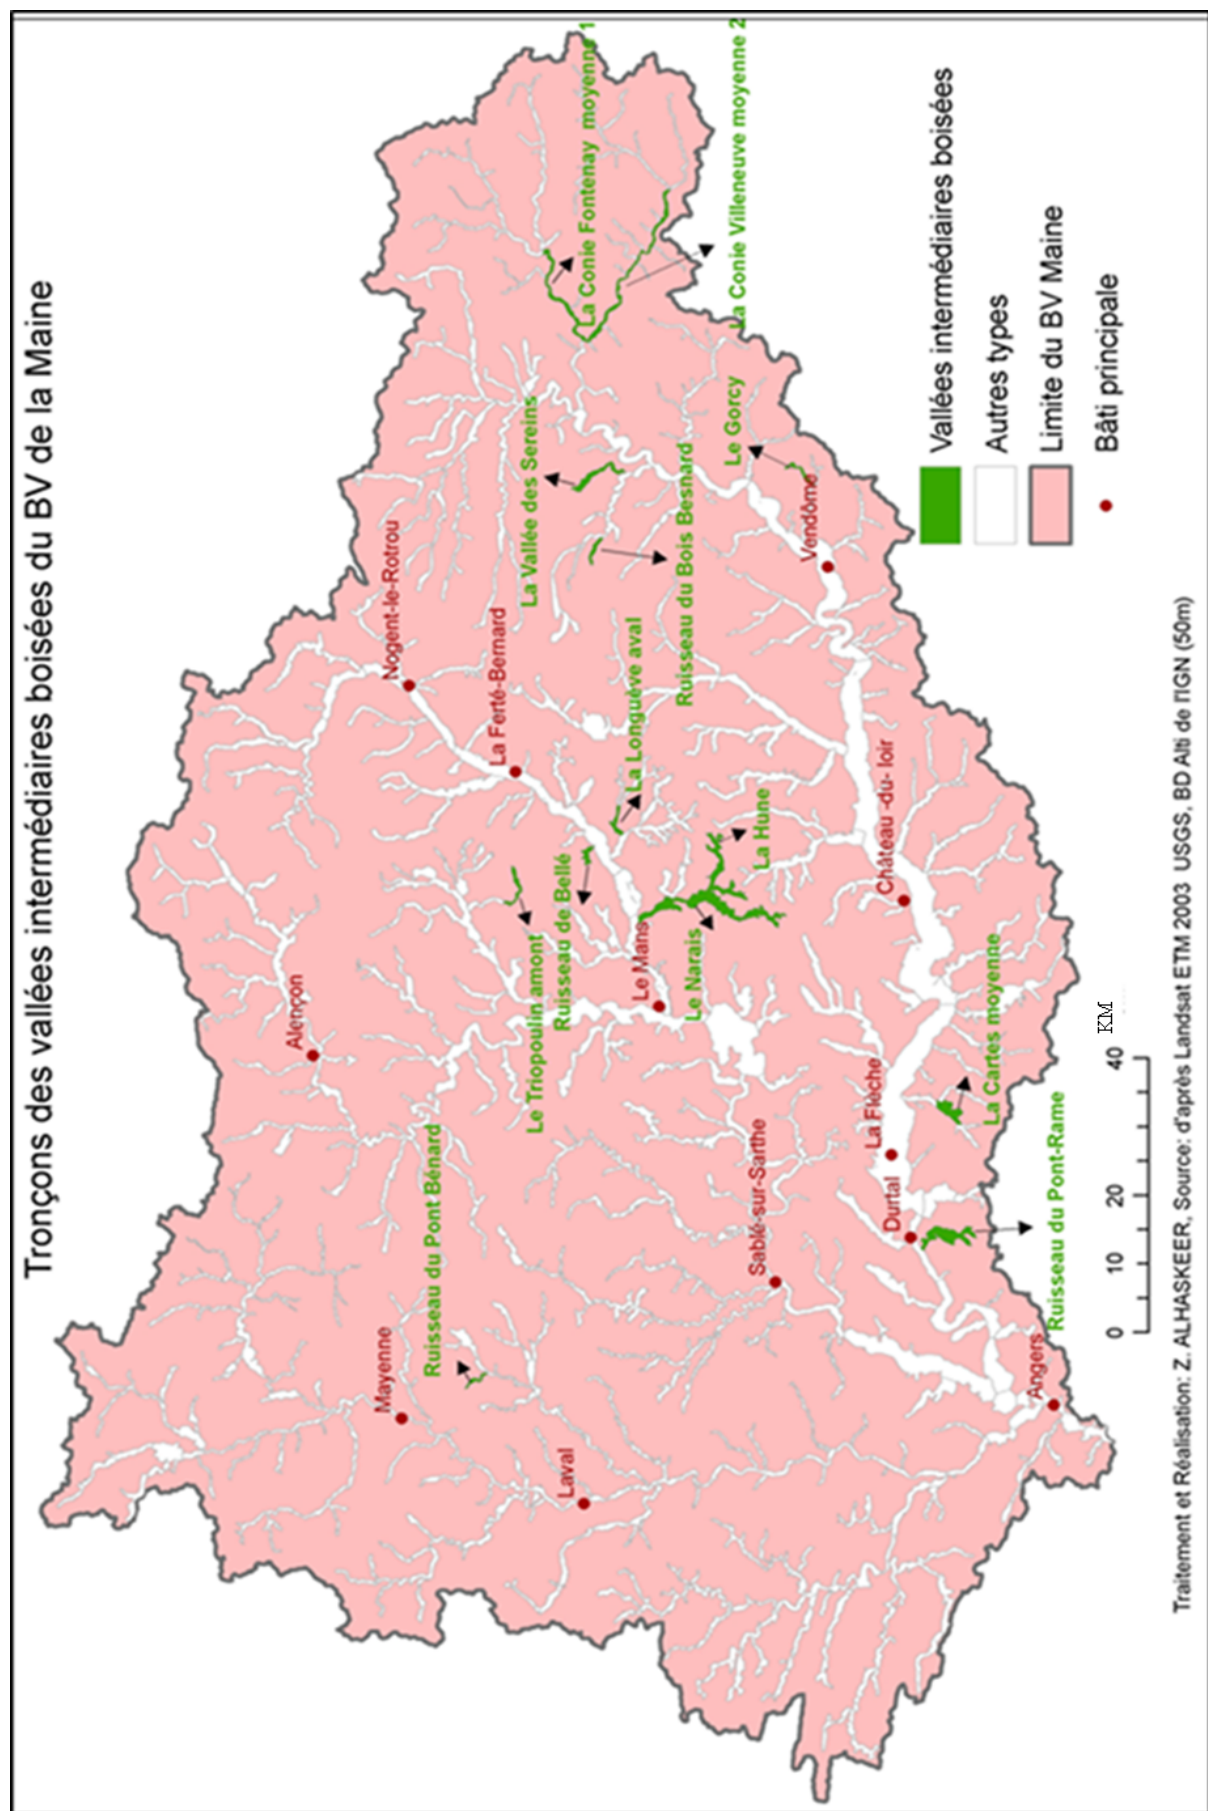 Tronçons des vallées intermédiaires boisées du BV de la Maine
Mayenne
Alençon
Nogent-le-Rotrou
Ruisseau du Pont Bénard
La Ferté-Bernard
La Vallée des Sereins
Le Triopoulin amont
Ruisseau de Bellé
Laval
La Conie Fontenay moyenne 1
La Longuève aval
Le Mans
Ruisseau du Bois Besnard
Le Narais
La Conie Villeneuve moyenne 2
Le Gorcy
La Hune
Sablé-sur-Sarthe
Vendôme
La Flèche
Château -du- loir
Durtal
La Cartes moyenne
Angers
Ruisseau du Pont-Rame
Vallées intermédiaires boisées
Autres types
Limite du BV Maine
Bâti principale
0 10 20 40
KM
Traitement et Réalisation: Z. ALHASKEER, Source: d'après Landsat ETM 2003 USGS, BD Alti de l'IGN (50m)